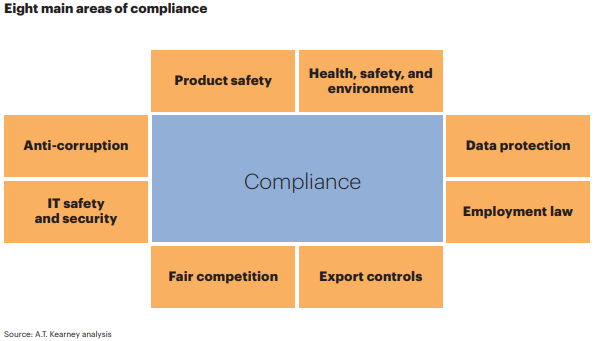 Eight main areas of compliance
Product safety
Health, safety, and
environment
Anti-corruption
Data protection
Compliance
IT safety
and security
Employment law
Fair competition
Export controls
Source: A.T. Kearney analysis